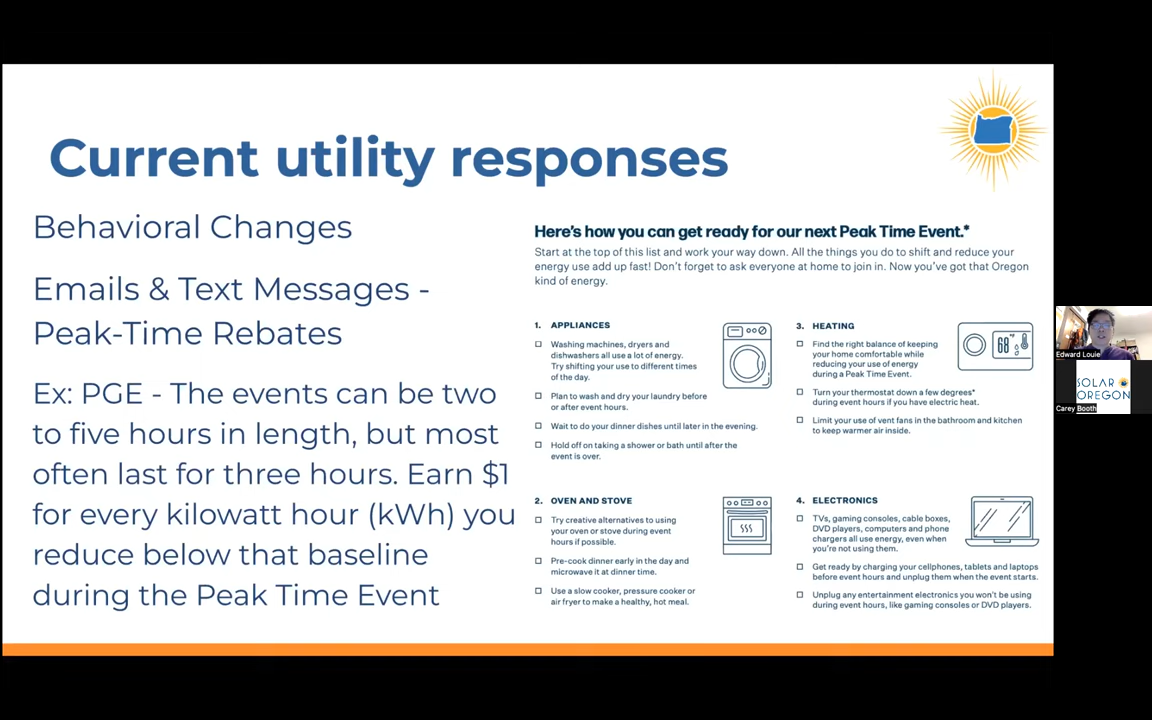 Current utility responses
Behavioral Changes
Emails & Text Messages -
Peak-Time Rebates
Ex: PGE - The events can be two
to five hours in length, but most
often last for three hours. Earn $1
for every kilowatt hour (kWh) you
reduce below that baseline
during the Peak Time Event
Here's how you can get ready for our next Peak Time Event.*
Start at the top of this list and work your way down. All the things you do to shift and reduce your
energy use add up fast! Don't forget to ask everyone at home to join in. Now you've got that Oregon
kind of energy.
1. APPLIANCES
Washing machines, dryers and
dishwashers all use a lot of energy.
Try shifting your use to different times
of the day.
Plan to wash and dry your laundry before
or after event hours.
Wait to do your dinner dishes until later in the evening.
Hold off on taking a shower or bath until after the
event is over.
2. OVEN AND STOVE
Try creative alternatives to using
your oven or stove during event
hours if possible.
Pre-cook dinner early in the day and
microwave it at dinner time.
Use a slow cooker, pressure cooker or
air fryer to make a healthy, hot meal.
3. HEATING
68°
Find the right balance of keeping
your home comfortable while
reducing your use of energy
during a Peak Time Event.
Turn your thermostat down a few degrees*
during event hours if you have electric heat.
Limit your use of vent fans in the bathroom and kitchen
to keep warmer air inside.
4. ELECTRONICS
TVs, gaming consoles, cable boxes,
DVD players, computers and phone
chargers all use energy, even when
you're not using them.
Get ready by charging your cellphones, tablets and laptops
before event hours and unplug them when the event starts.
Unplug any entertainment electronics you won't be using
during event hours, like gaming consoles or DVD players.
Edward Louie
SOLAR
OREGON
Carey Booth